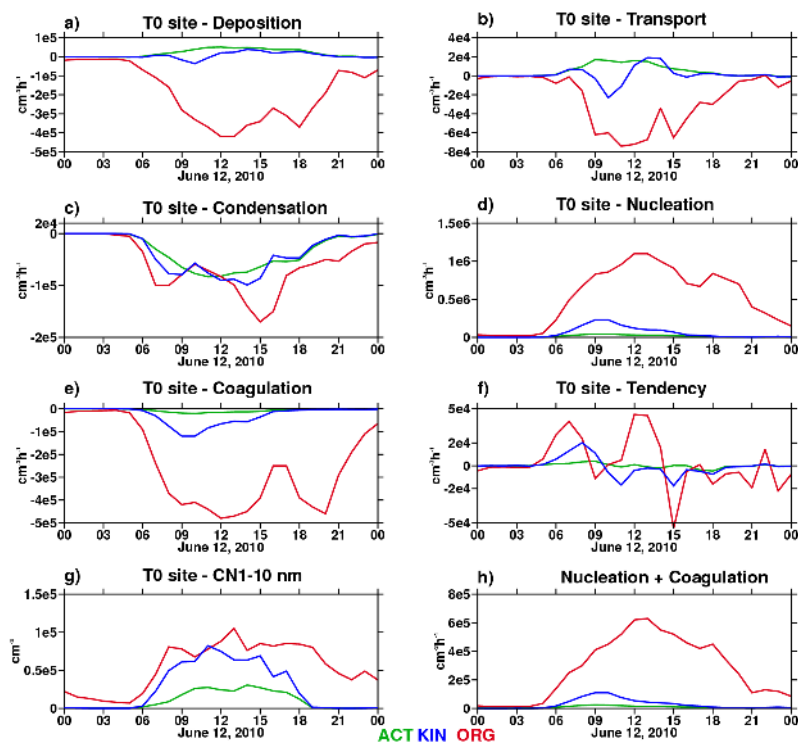 a) T0 site - Deposition
1e5
0
-1e5
-2e5
-3e5
-4e5
-5e5
cm⁻³h⁻¹
00 03 06 09 12 15 18 21 00
June 12, 2010
b) T0 site - Transport
4e4
2e4
0
-2e4
-4e4
-6e4
-8e4
cm⁻³h⁻¹
00 03 06 09 12 15 18 21 00
June 12, 2010
c) T0 site - Condensation
2e4
0
-1e5
-2e5
cm⁻³h⁻¹
00 03 06 09 12 15 18 21 00
June 12, 2010
d) T0 site - Nucleation
1.5e6
1e6
0.5e6
0
cm⁻³h⁻¹
00 03 06 09 12 15 18 21 00
June 12, 2010
e) T0 site - Coagulation
0
-1e5
-2e5
-3e5
-4e5
-5e5
cm⁻³h⁻¹
00 03 06 09 12 15 18 21 00
June 12, 2010
f) T0 site - Tendency
5e4
2e4
0
-2e4
-5e4
cm⁻³h⁻¹
00 03 06 09 12 15 18 21 00
June 12, 2010
g) T0 site - CN1-10 nm
1.5e5
1e5
0.5e5
0
cm⁻³
00 03 06 09 12 15 18 21 00
June 12, 2010
h) Nucleation + Coagulation
8e5
6e5
4e5
2e5
0
cm⁻³h⁻¹
00 03 06 09 12 15 18 21 00
June 12, 2010
ACT KIN ORG